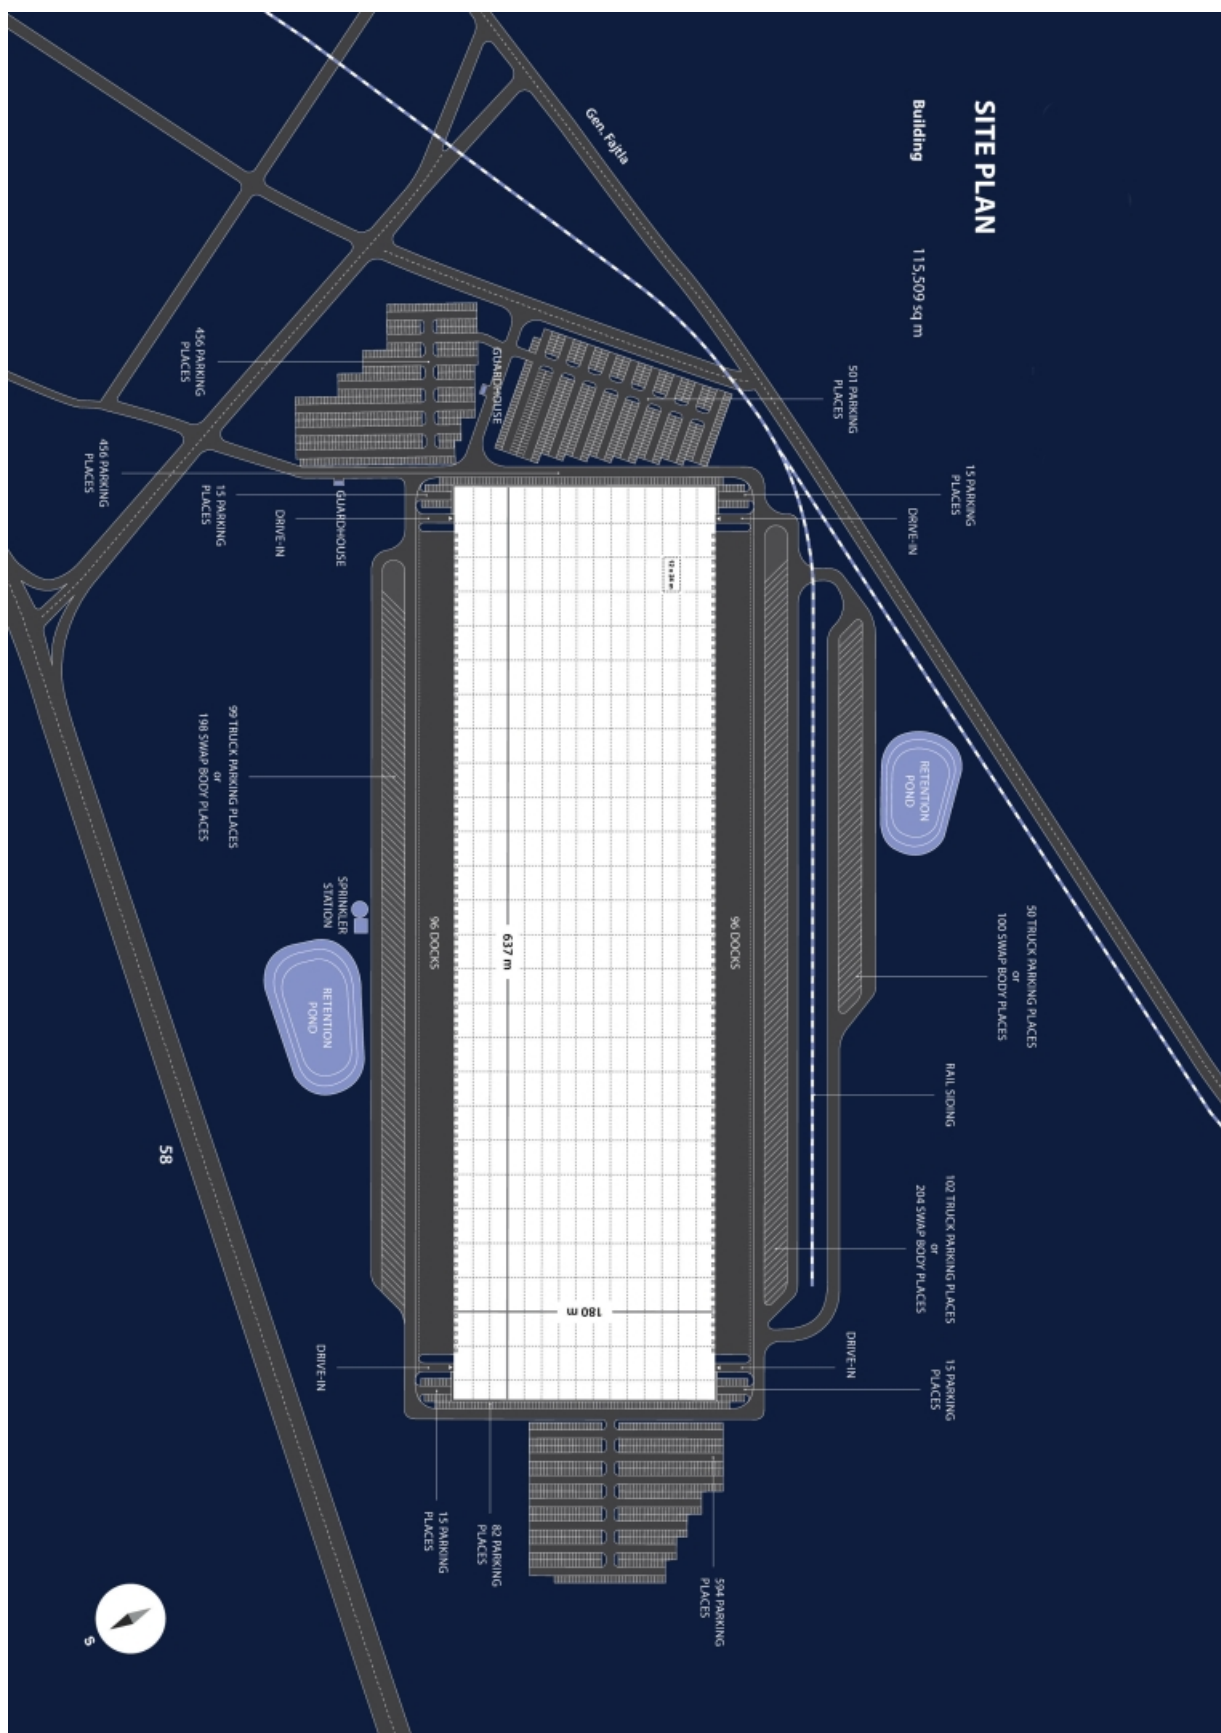 SITE PLAN
Building 115,509 sq m
Gen. Fajtla
501 PARKING
PLACES
15 PARKING
PLACES
DRIVE-IN
50 TRUCK PARKING PLACES
or
100 SWAP BODY PLACES
RAIL SIDING
102 TRUCK PARKING PLACES
or
204 SWAP BODY PLACES
15 PARKING
PLACES
DRIVE-IN
RETENTION
POND
96 DOCKS
12 x 24 m
180 m
637 m
96 DOCKS
594 PARKING
PLACES
82 PARKING
PLACES
15 PARKING
PLACES
GUARDHOUSE
456 PARKING
PLACES
GUARDHOUSE
DRIVE-IN
15 PARKING
PLACES
456 PARKING
PLACES
99 TRUCK PARKING PLACES
or
198 SWAP BODY PLACES
SPRINKLER
STATION
RETENTION
POND
DRIVE-IN
58
S